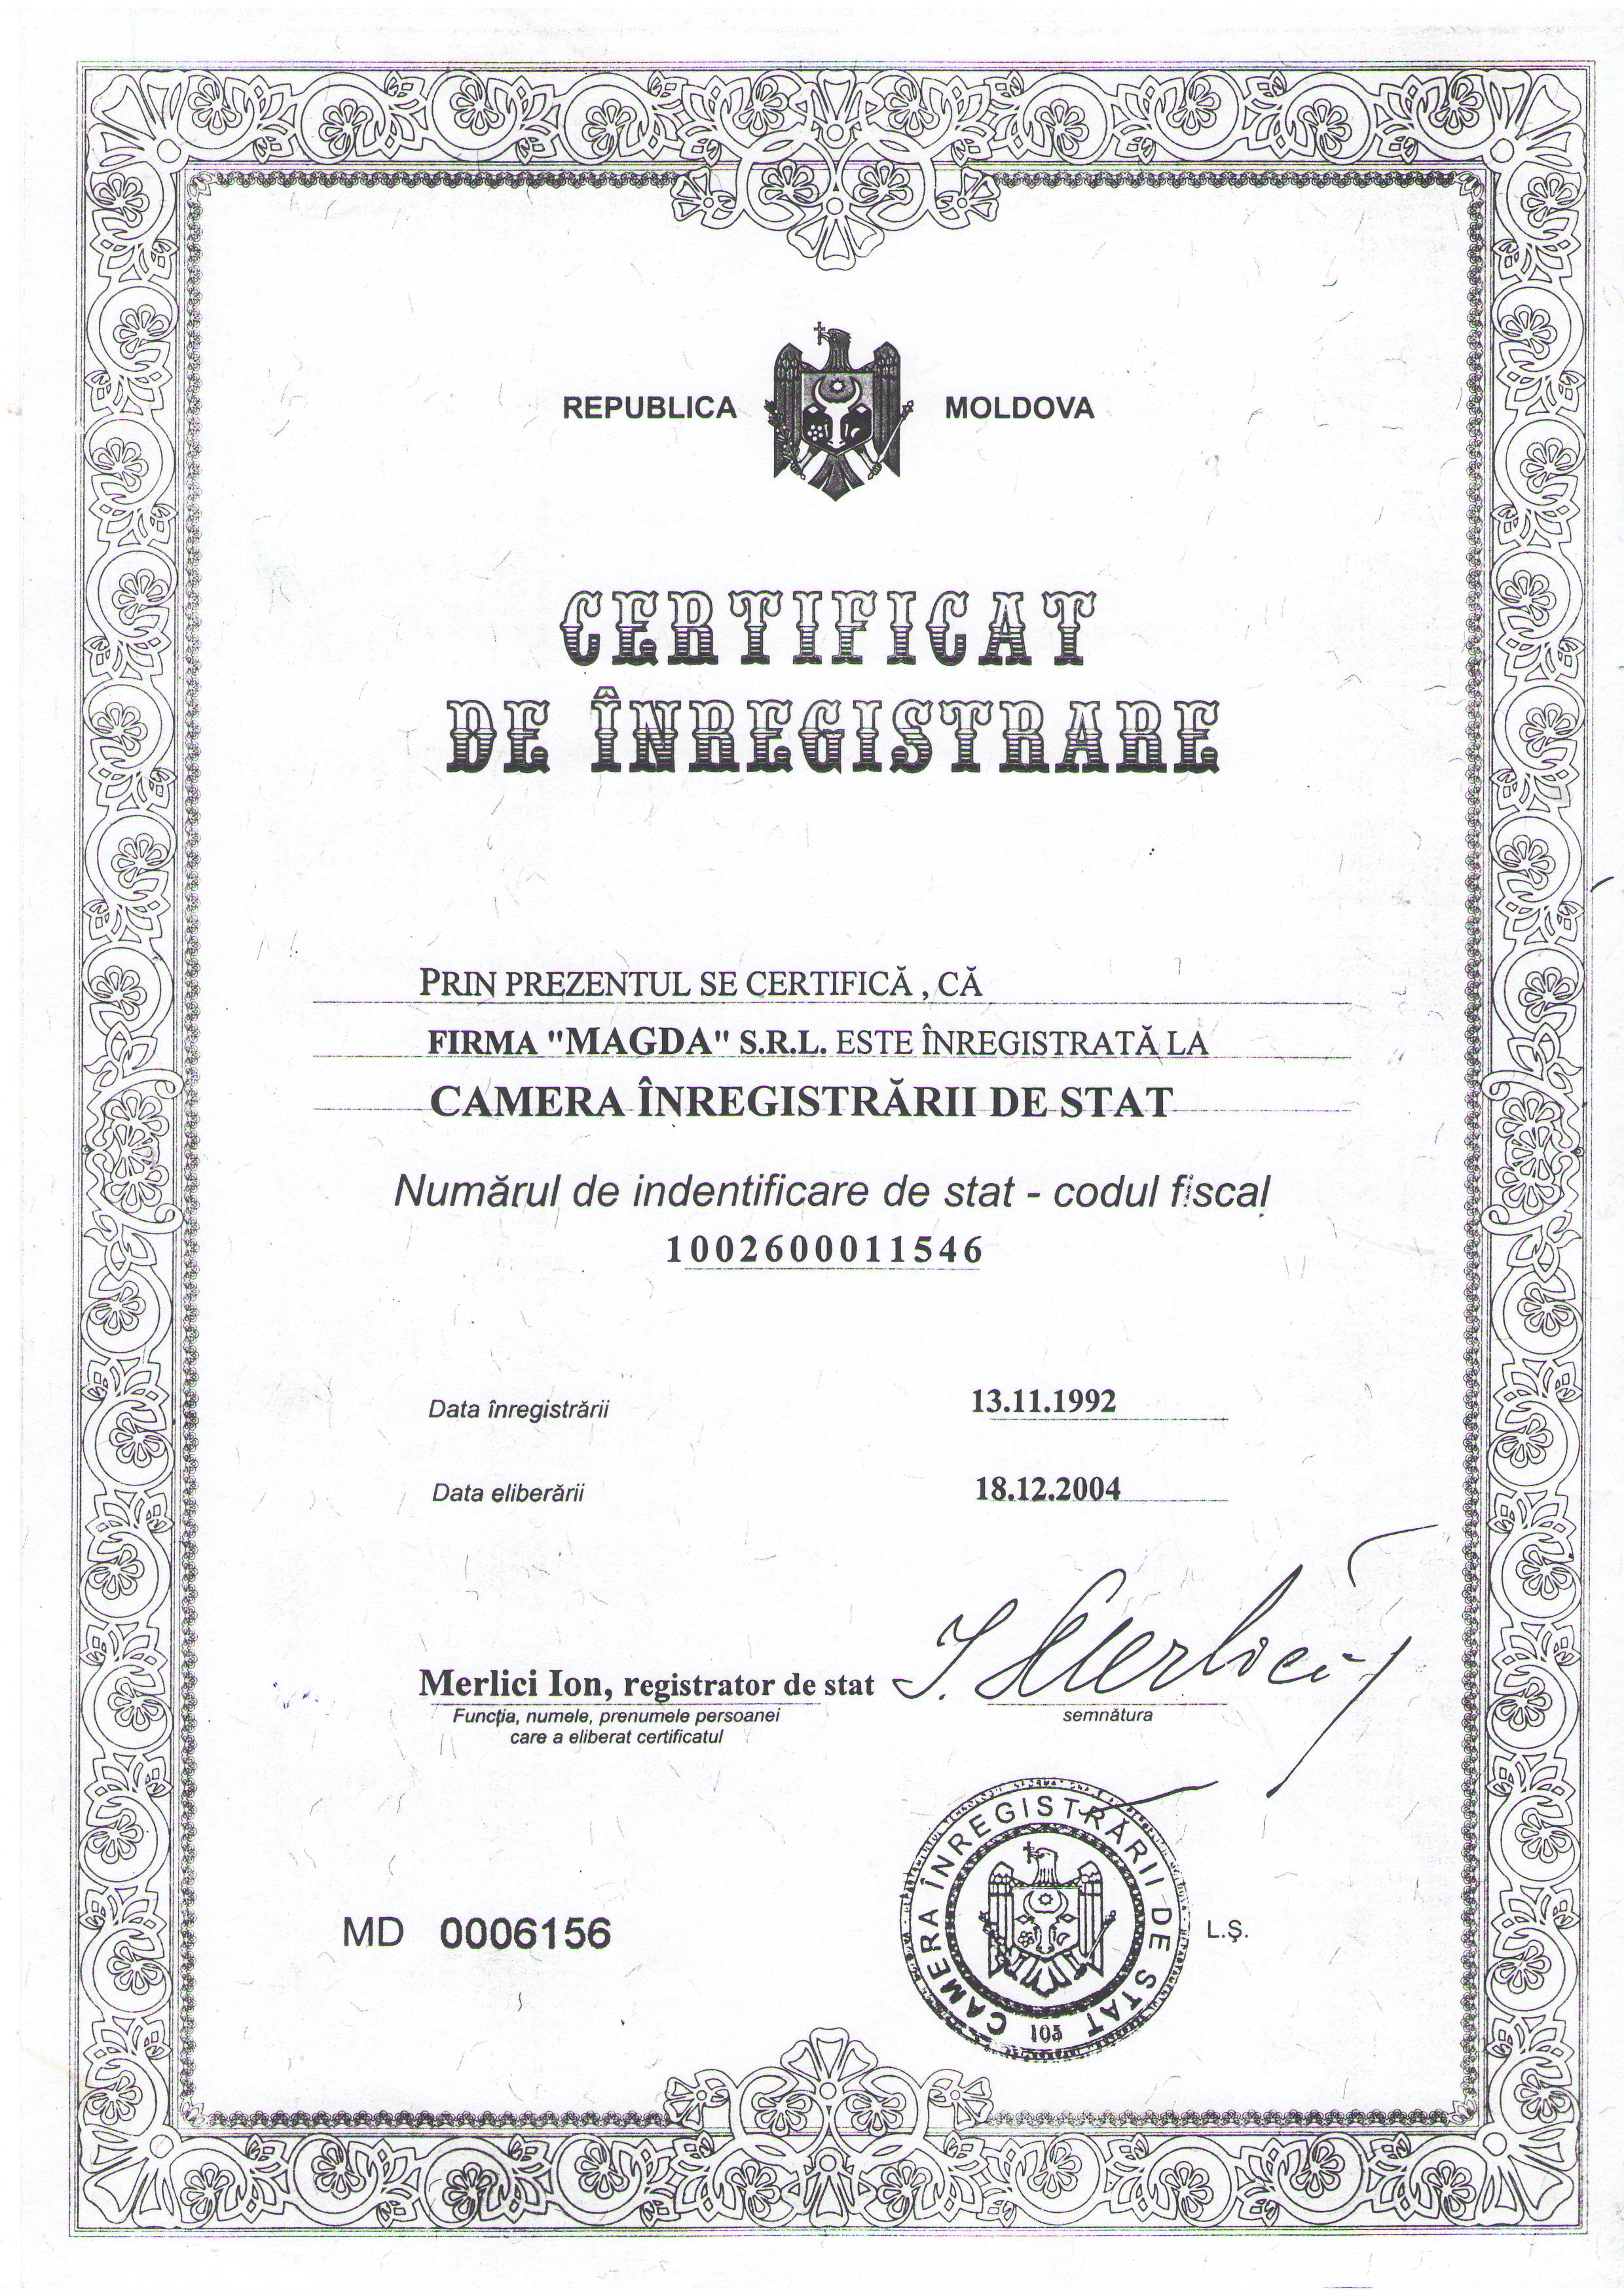 REPUBLICA MOLDOVA
CERTIFICAT
DE ÎNREGISTRARE
PRIN PREZENTUL SE CERTIFICĂ , CĂ
FIRMA "MAGDA" S.R.L. ESTE ÎNREGISTRATĂ LA
CAMERA ÎNREGISTRĂRII DE STAT
Numărul de indentificare de stat - codul fiscal
1002600011546
Data înregistrării 13.11.1992
Data eliberării 18.12.2004
Merlici Ion, registrator de stat I. Merlici
Funcţia, numele, prenumele persoanei
care a eliberat certificatul
semnătura
CAMERA ÎNREGISTRĂRII DE STAT
105
MD 0006156
L.Ş.